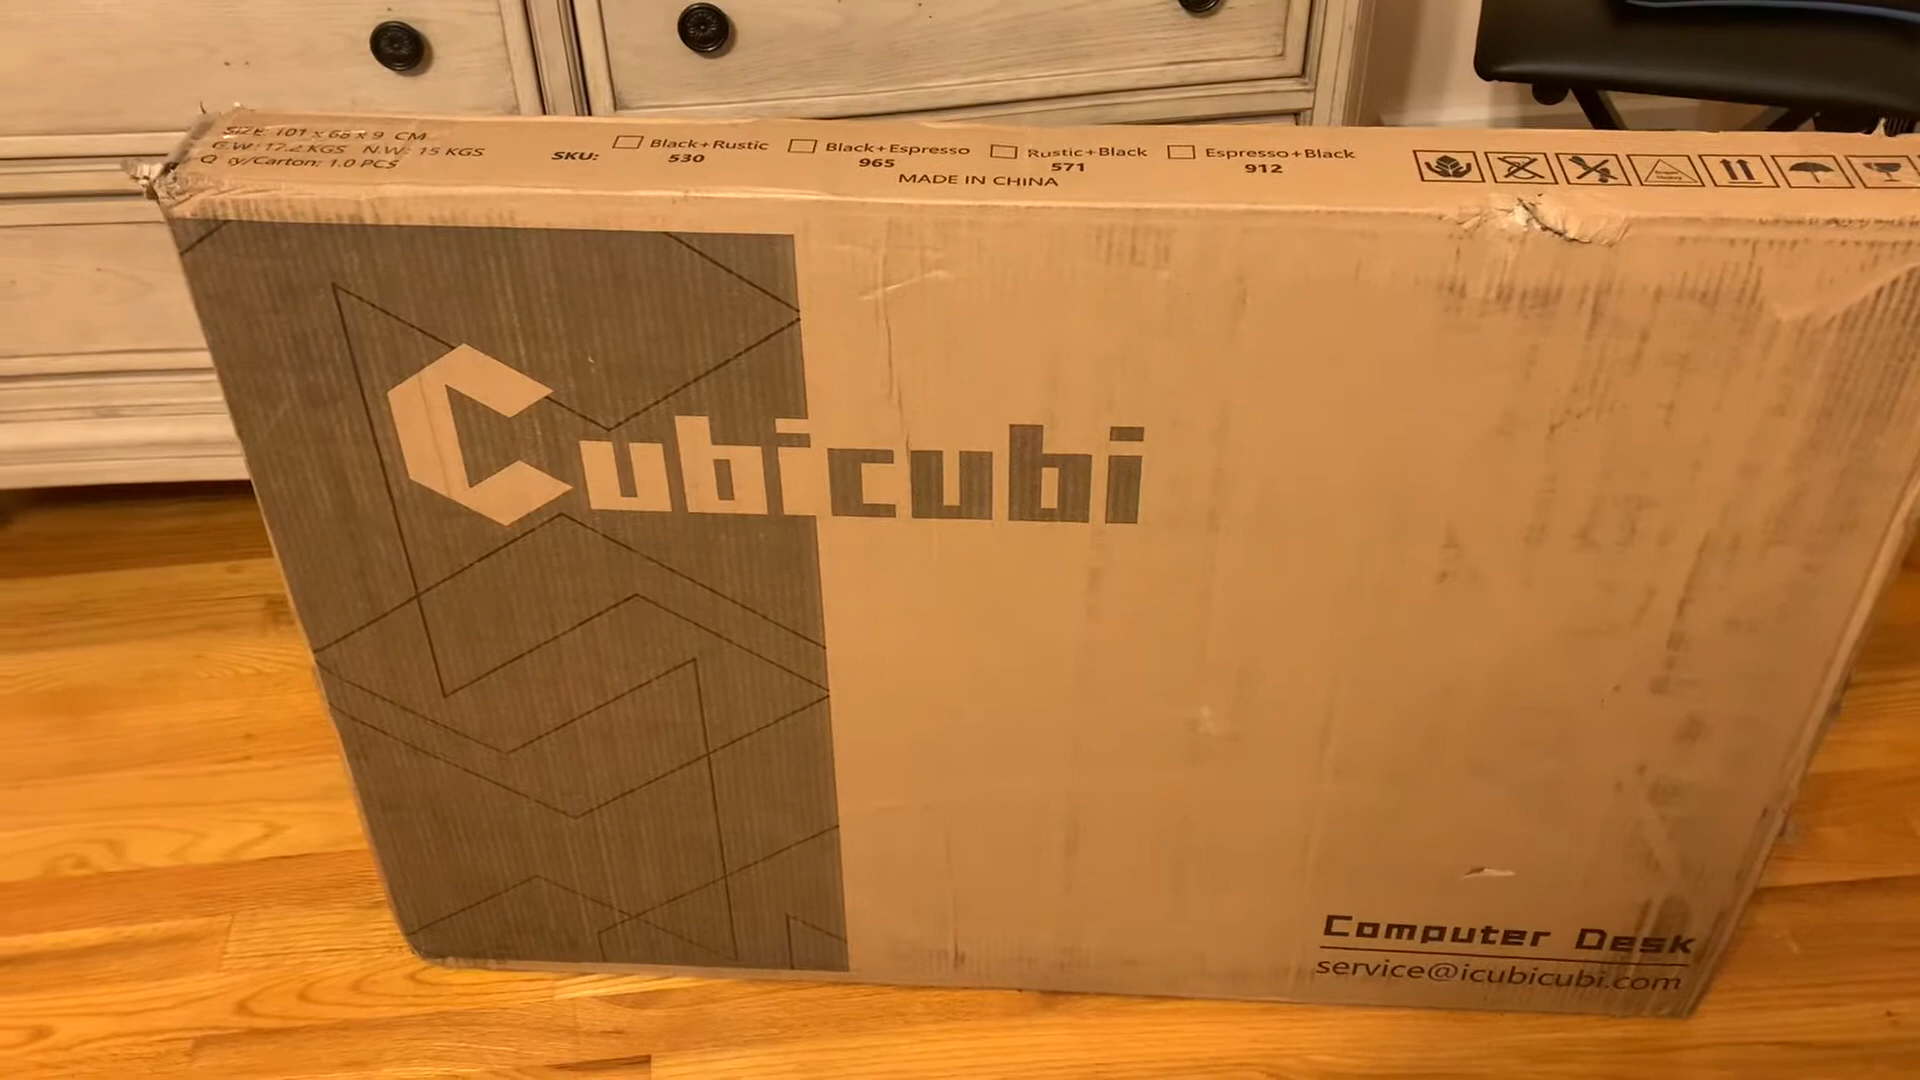 SIZE: 101 x 68 x 9 CM
G.W: 17.2 KGS N.W: 15 KGS
Q ty/Carton: 1.0 PCS
SKU:
Black+Rustic
530
Black+Espresso
965
Rustic+Black
571
Espresso+Black
912
MADE IN CHINA
Cubicubi
Computer Desk
service@icubicubi.com